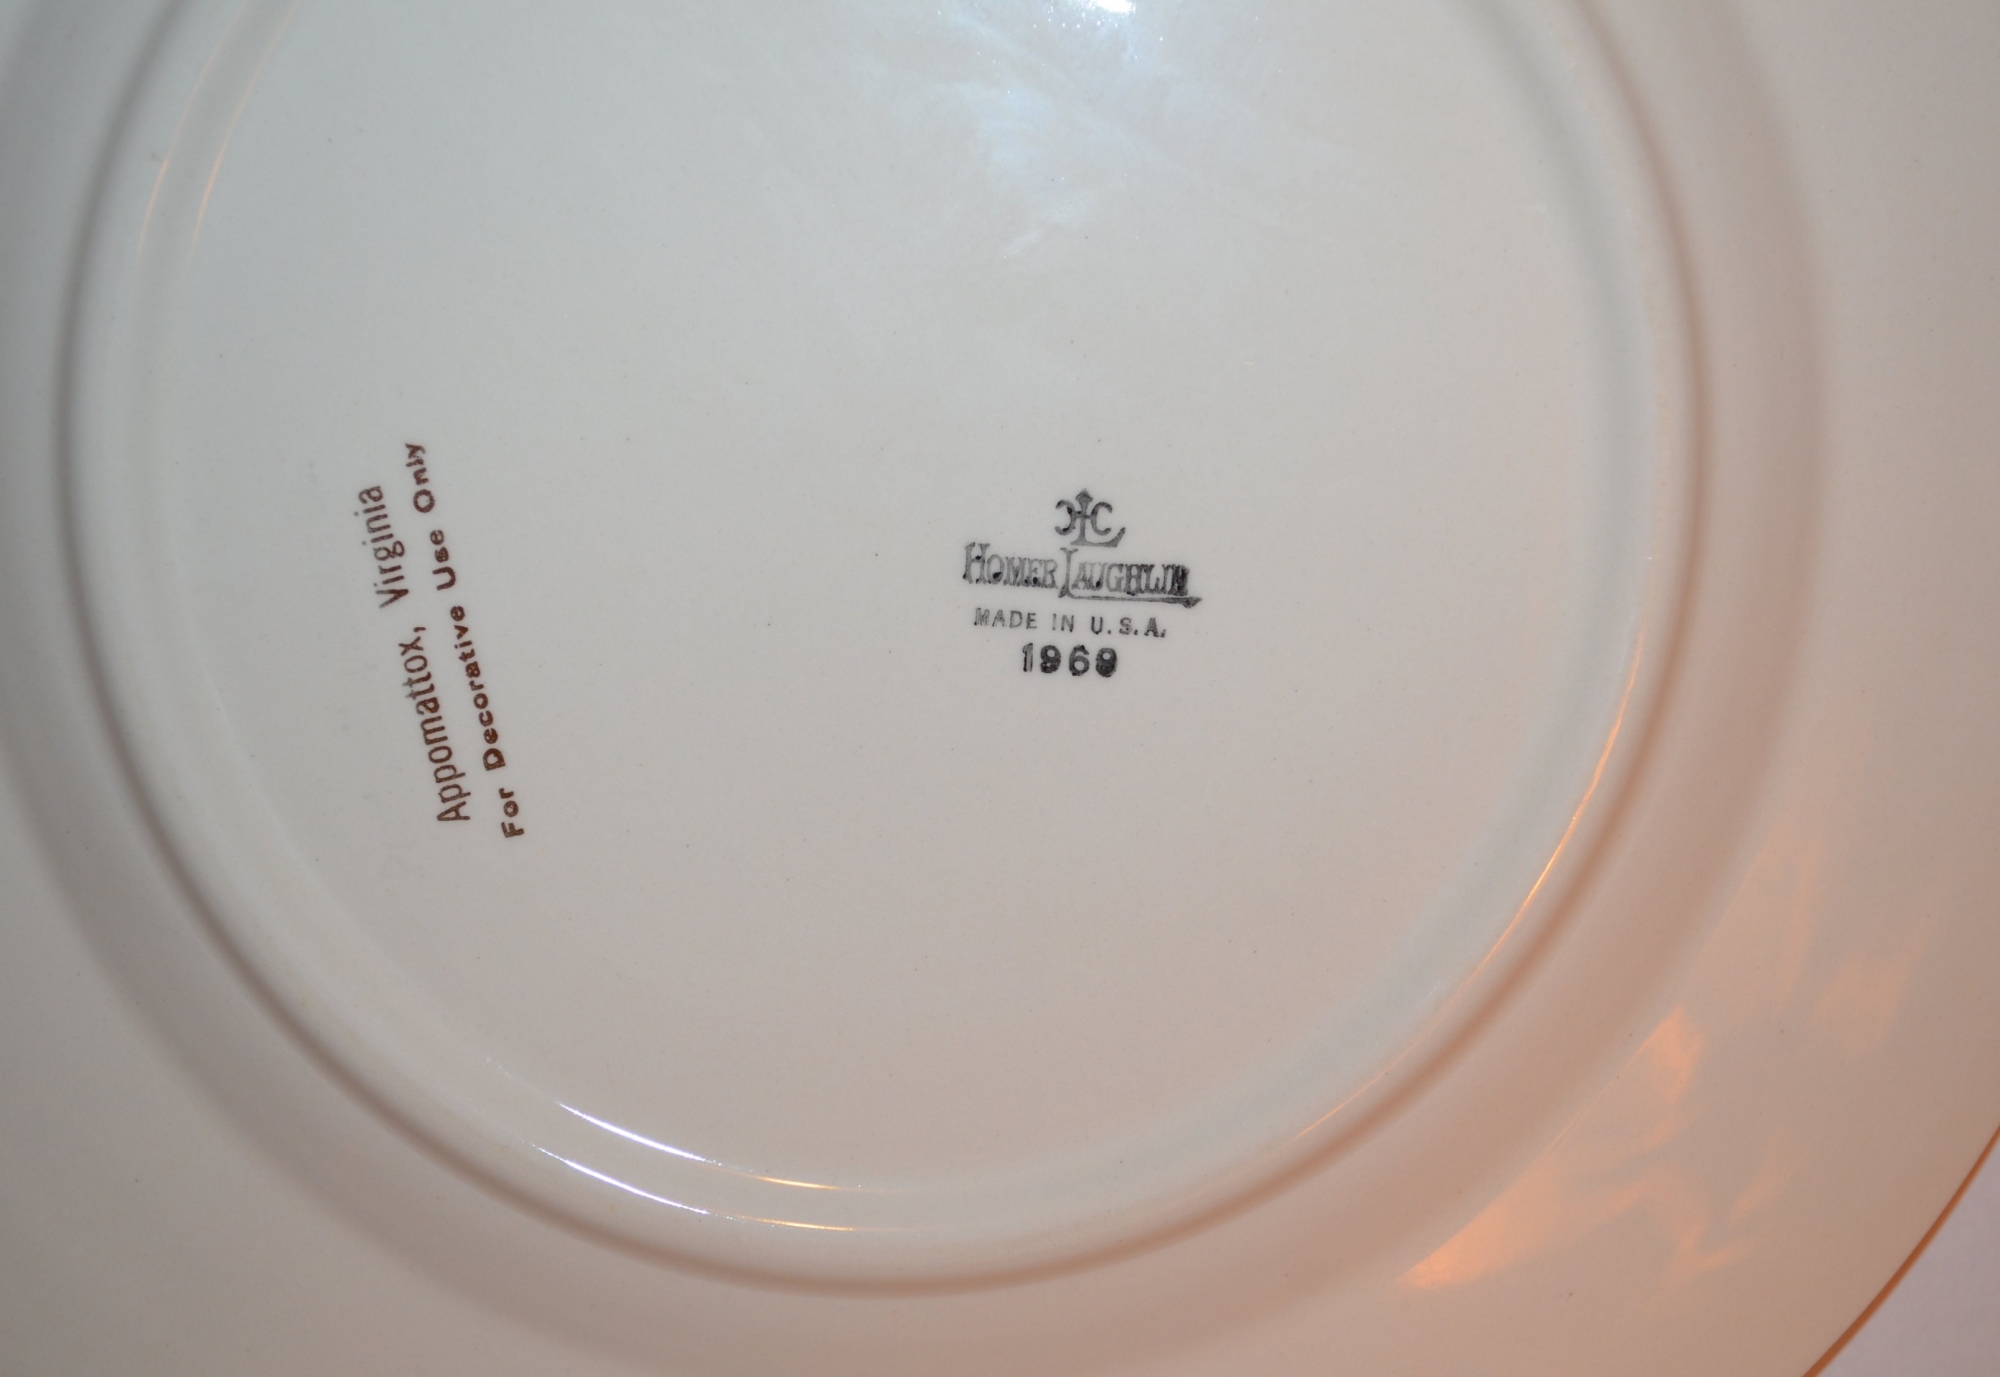 HLC
HOMER LAUGHLIN
MADE IN U.S.A.
1969
Appomattox, Virginia
For Decorative Use Only